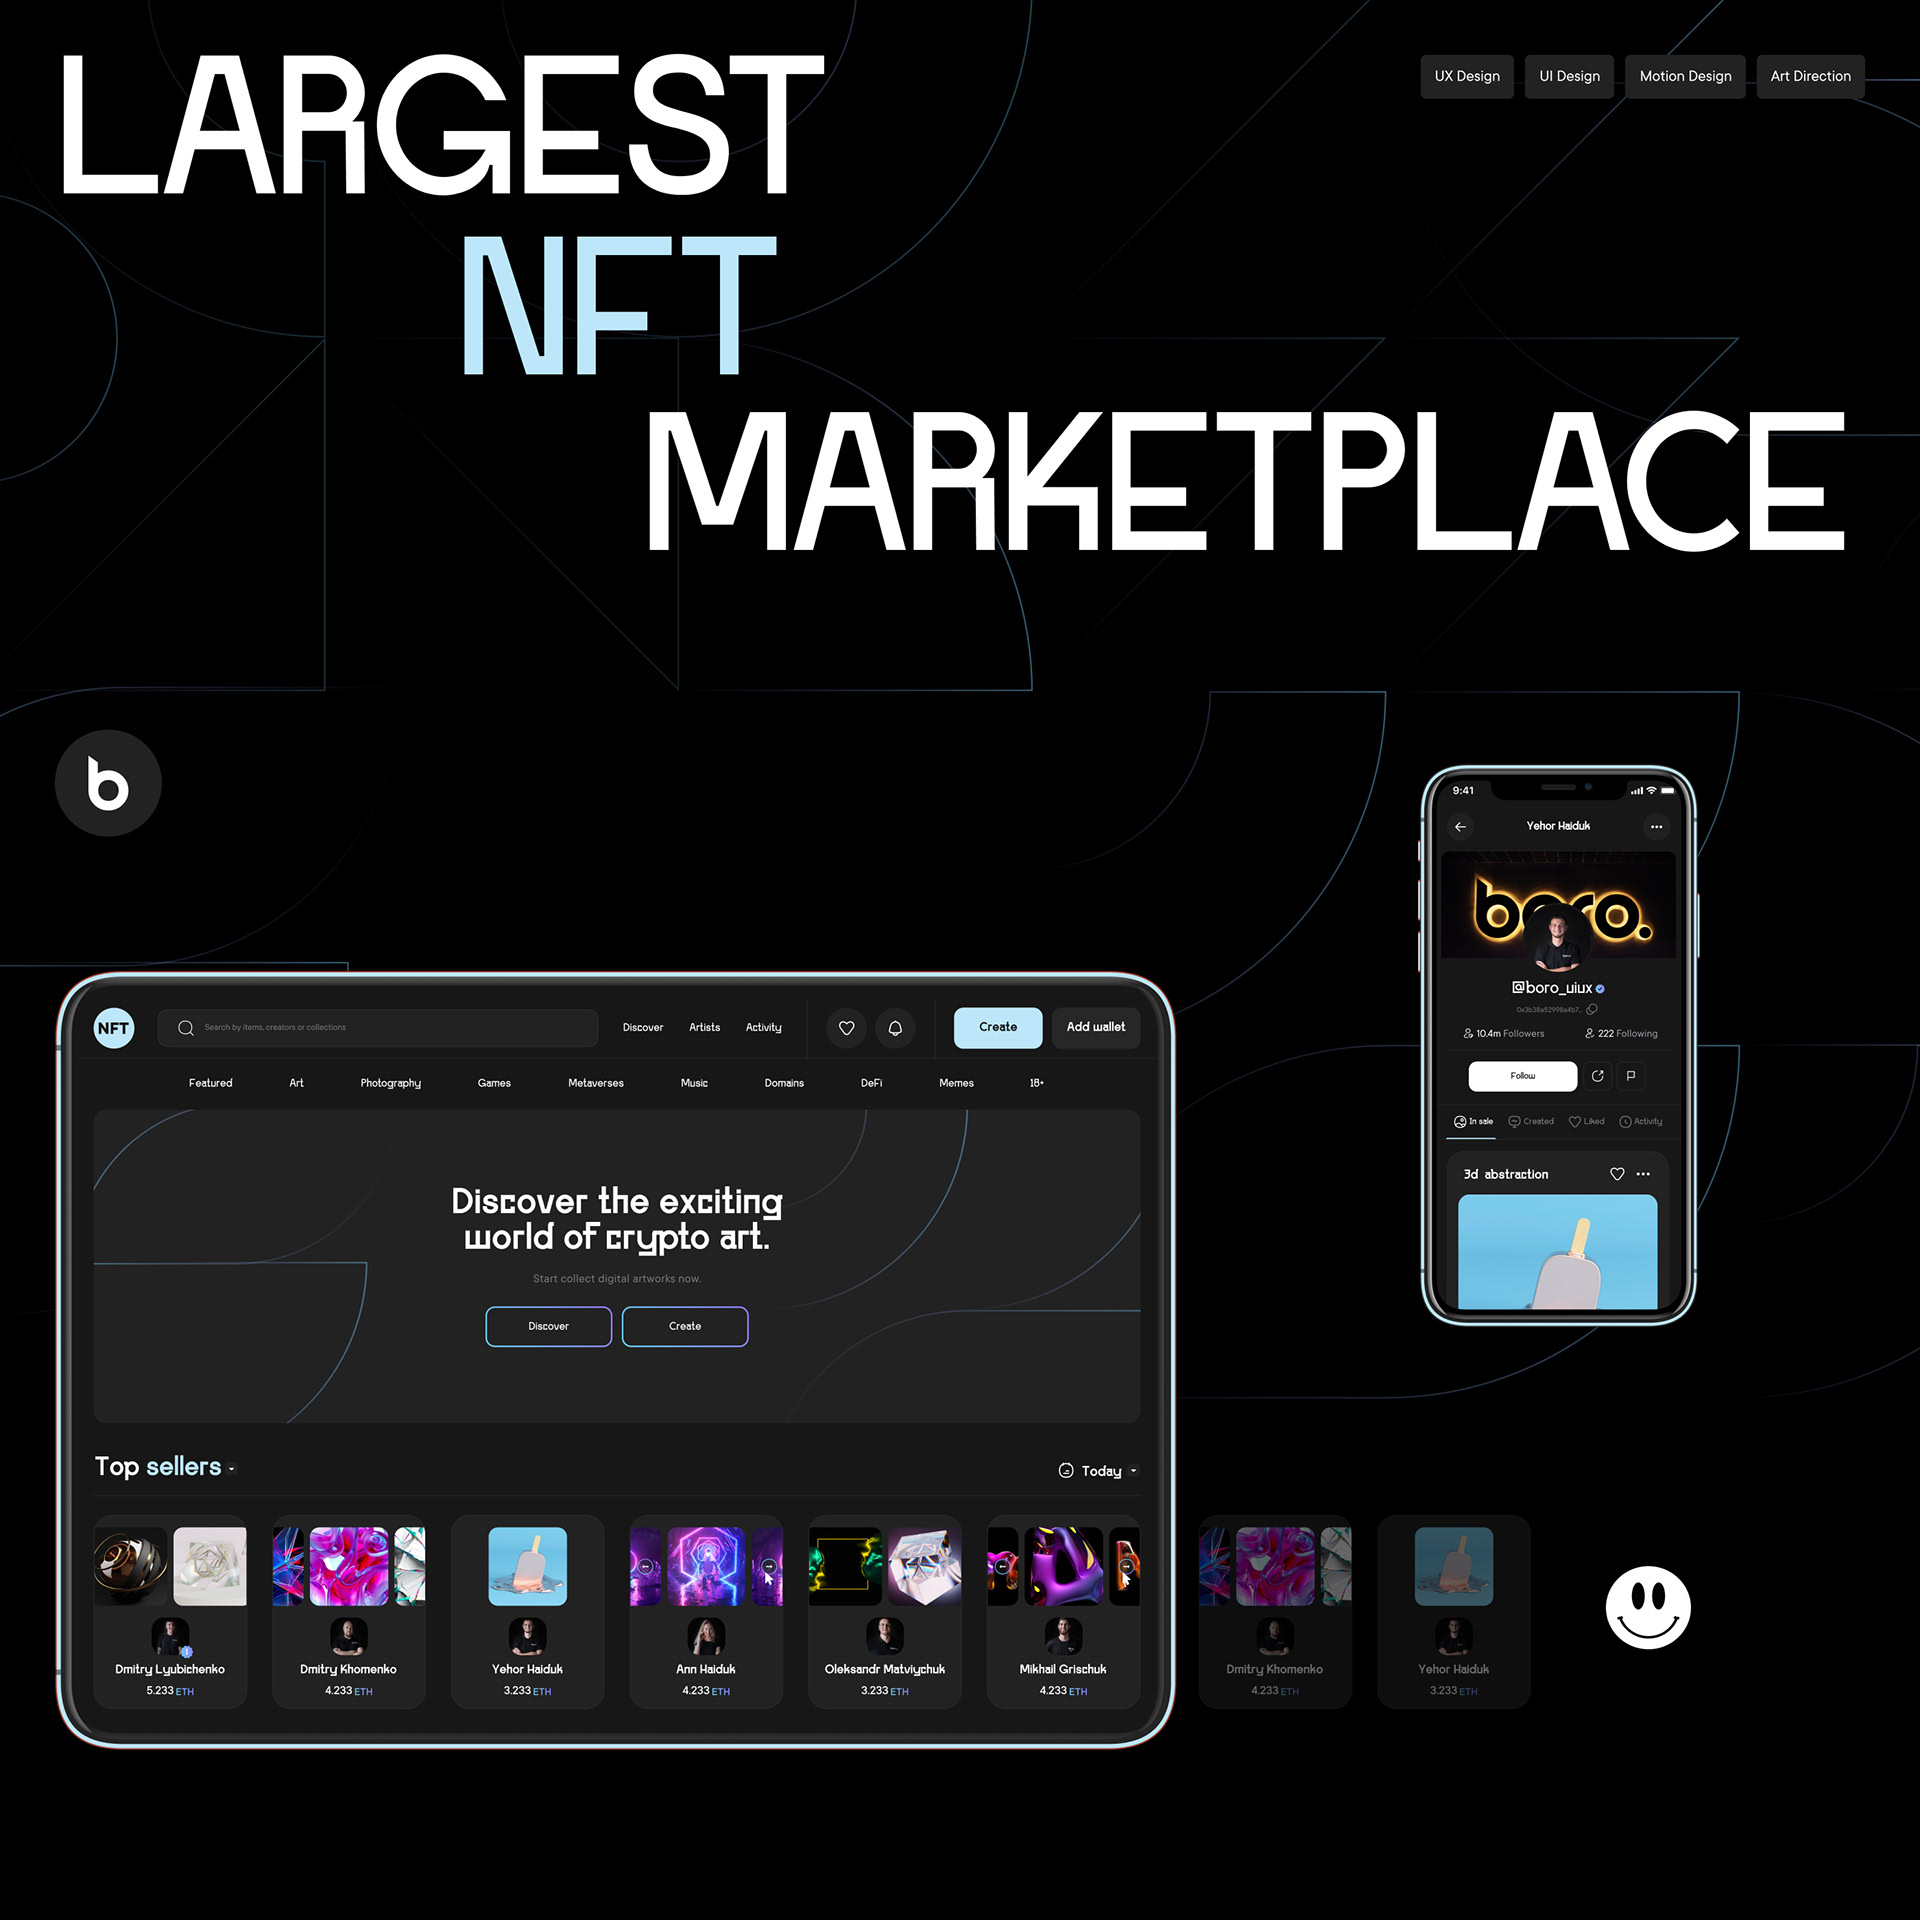 LARGEST
NFT
MARKETPLACE
UX Design
UI Design
Motion Design
Art Direction
b
9:41
Yehor Haiduk
boro.
@boro_uiux
0x3b38a52998a4b7...
10.4m Followers
222 Following
Follow
In sale
Created
Liked
Activity
3d abstraction
NFT
Search by items, creators or collections
Discover
Artists
Activity
Create
Add wallet
Featured
Art
Photography
Games
Metaverses
Music
Domains
DeFi
Memes
18+
Discover the exciting
world of crypto art.
Start collect digital artworks now.
Discover
Create
Top sellers
Today
Dmitry Lyubichenko
5.233 ETH
Dmitry Khomenko
4.233 ETH
Yehor Haiduk
3.233 ETH
Ann Haiduk
4.233 ETH
Oleksandr Matviychuk
3.233 ETH
Mikhail Grischuk
4.233 ETH
Dmitry Khomenko
4.233 ETH
Yehor Haiduk
3.233 ETH